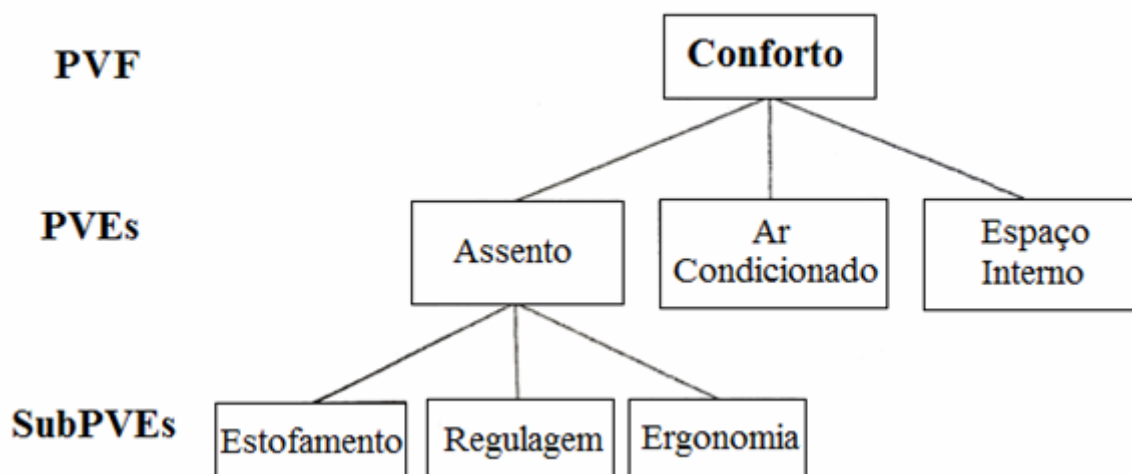 PVF
Conforto
PVEs
Assento
Ar
Condicionado
Espaço
Interno
SubPVEs
Estofamento
Regulagem
Ergonomia